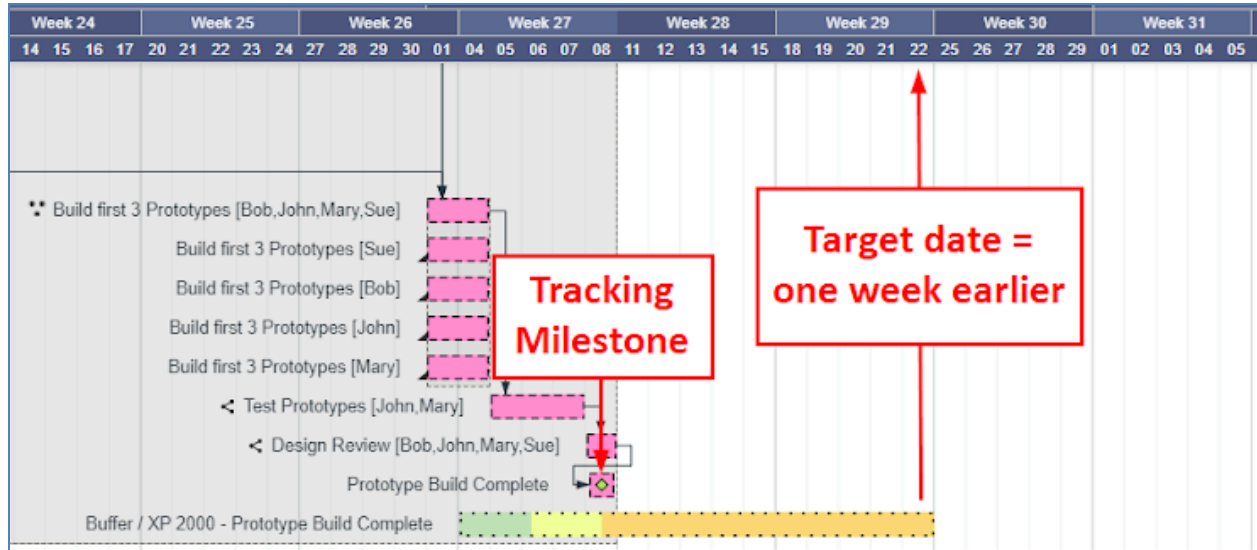 Week 24 Week 25 Week 26 Week 27 Week 28 Week 29 Week 30 Week 31
14 15 16 17 20 21 22 23 24 27 28 29 30 01 04 05 06 07 08 11 12 13 14 15 18 19 20 21 22 25 26 27 28 29 01 02 03 04 05
Build first 3 Prototypes [Bob,John,Mary,Sue]
Build first 3 Prototypes [Sue]
Build first 3 Prototypes [Bob]
Build first 3 Prototypes [John]
Build first 3 Prototypes [Mary]
Test Prototypes [John,Mary]
Design Review [Bob,John,Mary,Sue]
Prototype Build Complete
Buffer / XP 2000 - Prototype Build Complete
Tracking
Milestone
Target date =
one week earlier